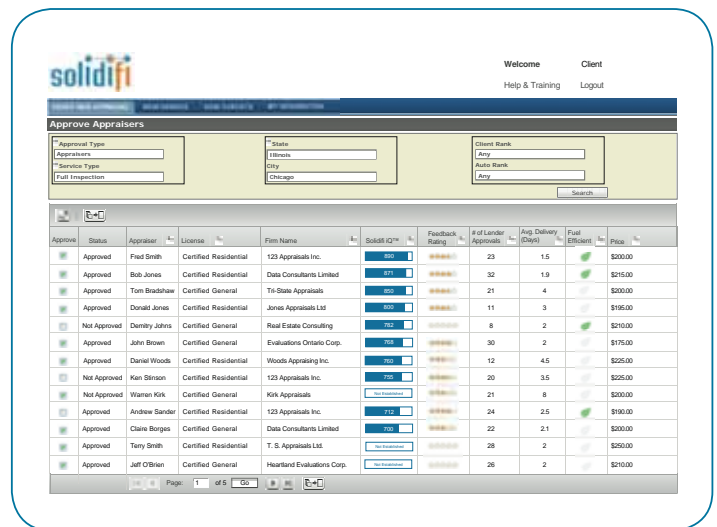 Welcome Client
solidifi
Help & Training Logout
Approve Appraisers
Approval Type State Client Rank
Appraisers Illinois Any
Service Type City Auto Rank
Full Inspection Chicago Any
Search
Approve Status Appraiser License Firm Name Solidifi iQ™ Feedback Rating # of Lender Approvals Avg. Delivery (Days) Fuel Efficient Price
Approved Fred Smith Certified Residential 123 Appraisals Inc. 890 23 1.5 $200.00
Approved Bob Jones Certified Residential Data Consultants Limited 871 32 1.9 $215.00
Approved Tom Bradshaw Certified General Tri-State Appraisals 850 21 4 $200.00
Approved Donald Jones Certified Residential Jones Appraisals Ltd 800 11 3 $195.00
Not Approved Demitry Johns Certified General Real Estate Consulting 782 8 2 $210.00
Approved John Brown Certified General Evaluations Ontario Corp. 768 30 2 $175.00
Approved Daniel Woods Certified Residential Woods Appraising Inc. 760 12 4.5 $225.00
Not Approved Ken Stinson Certified Residential 123 Appraisals Inc. 755 20 3.5 $225.00
Not Approved Warren Kirk Certified General Kirk Appraisals Not Established 21 8 $200.00
Approved Andrew Sander Certified Residential 123 Appraisals Inc. 712 24 2.5 $190.00
Approved Claire Borges Certified General Data Consultants Limited 700 22 2.1 $200.00
Approved Terry Smith Certified Residential T. S. Appraisals Ltd. Not Established 28 2 $250.00
Approved Jeff O'Brien Certified Residential Heartland Evaluations Corp. Not Established 26 2 $210.00
Page: 1 of 5 Go